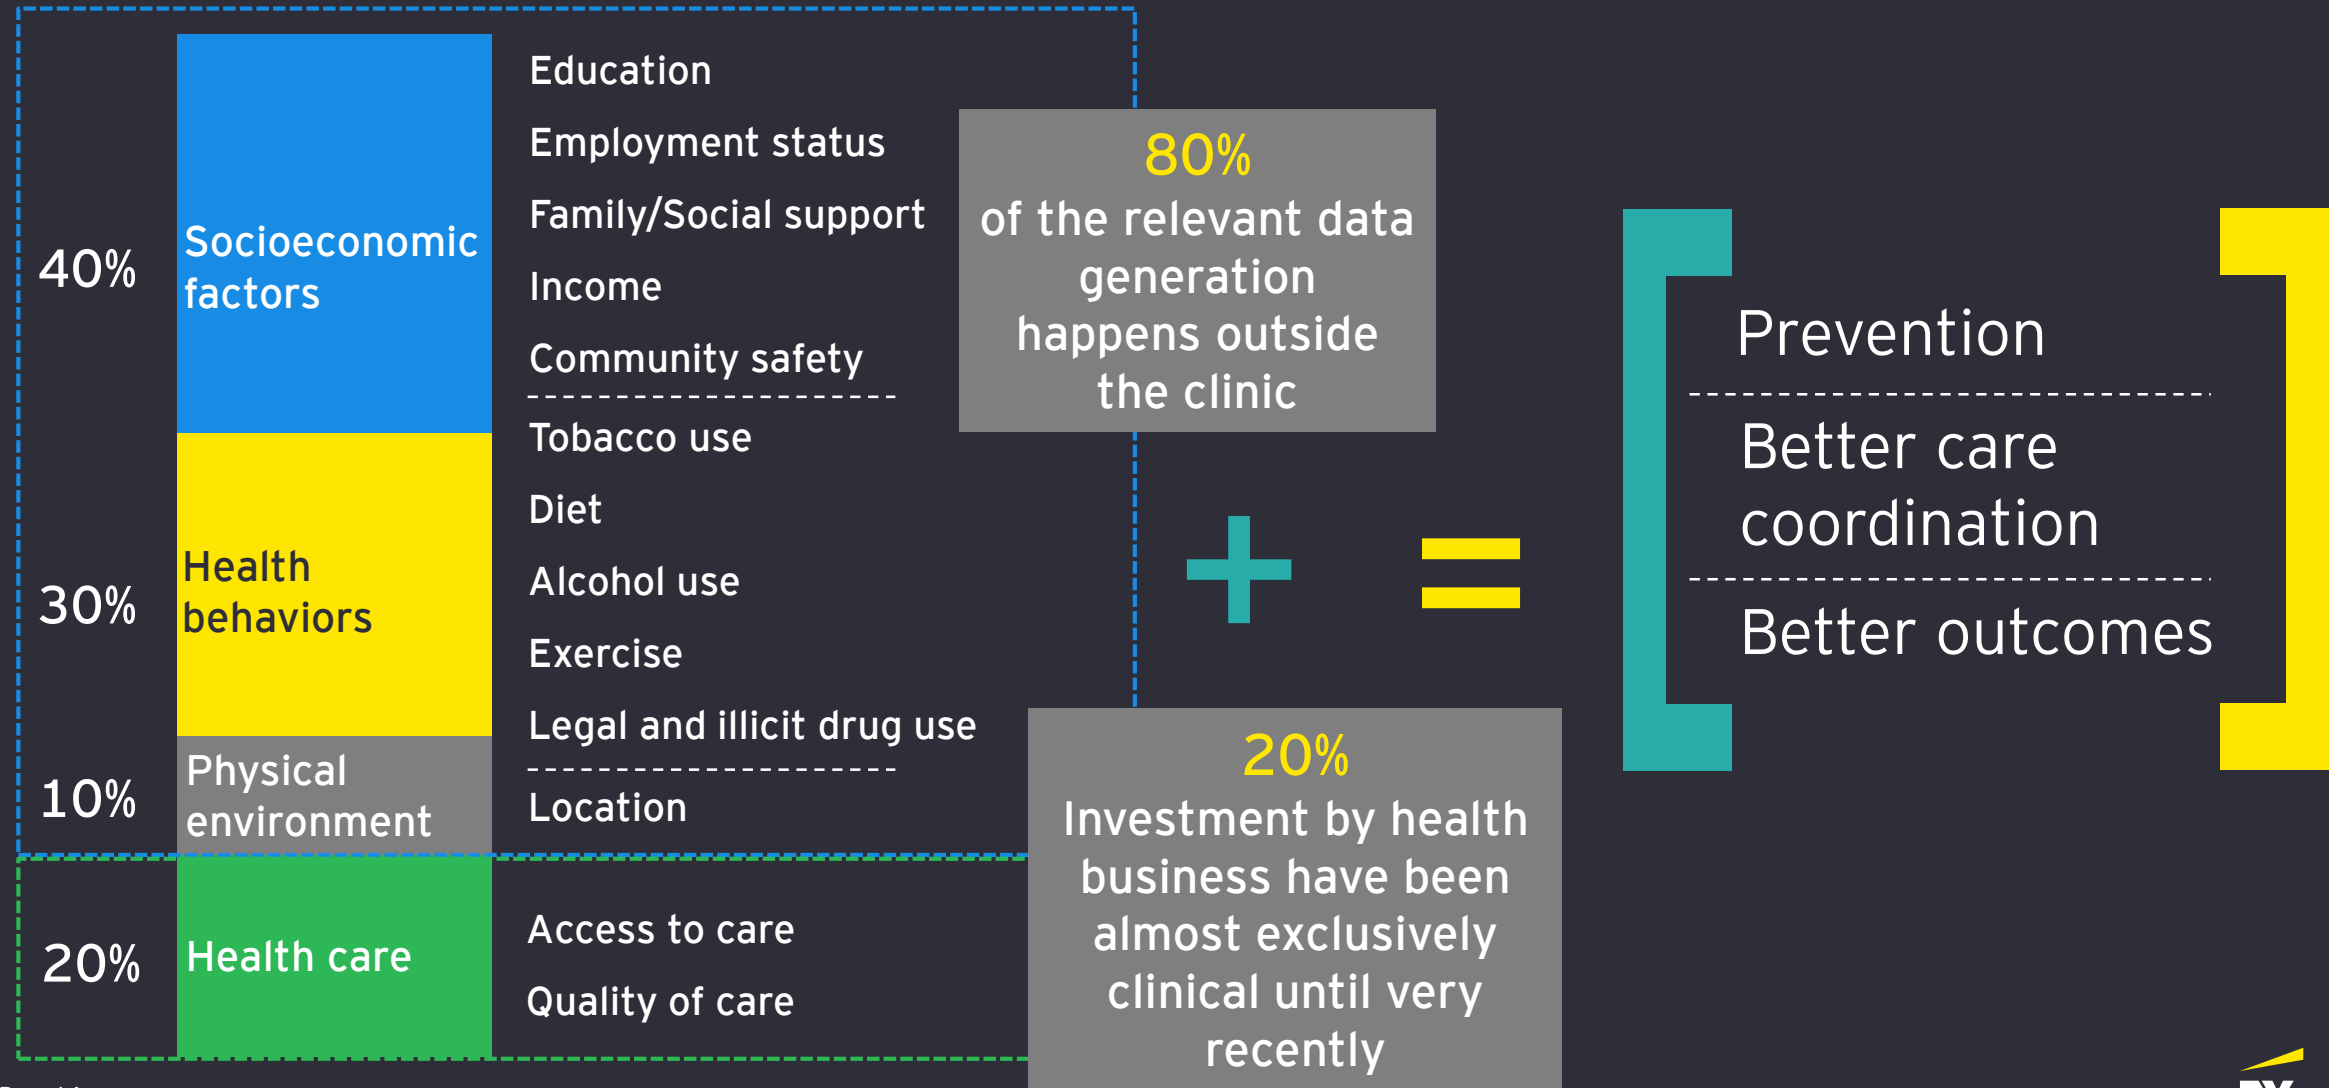 40%
Socioeconomic
factors
Education
Employment status
Family/Social support
Income
Community safety
30%
Health
behaviors
Tobacco use
Diet
Alcohol use
Exercise
Legal and illicit drug use
10%
Physical
environment
Location
20%
Health care
Access to care
Quality of care
80%
of the relevant data
generation
happens outside
the clinic
+
=
20%
Investment by health
business have been
almost exclusively
clinical until very
recently
Prevention
Better care
coordination
Better outcomes